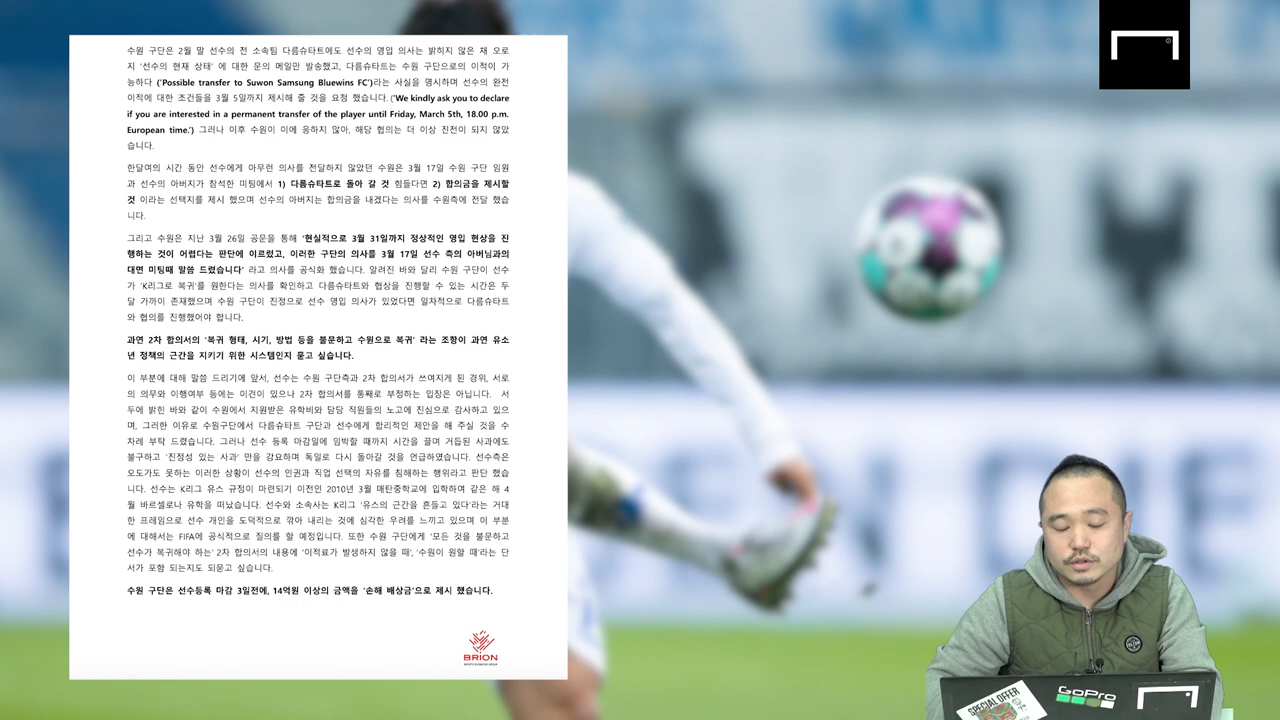 수원 구단은 2월 말 선수의 전 소속팀 다름슈타트에도 선수의 영입 의사는 밝히지 않은 채 오로
지 '선수의 현재 상태' 에 대한 문의 메일만 발송했고, 다름슈타트는 수원 구단으로의 이적이 가
능하다 ('Possible transfer to Suwon Samsung Bluewins FC')라는 사실을 명시하며 선수의 완전
이적에 대한 조건들을 3월 5일까지 제시해 줄 것을 요청 했습니다. ('We kindly ask you to declare
if you are interested in a permanent transfer of the player until Friday, March 5th, 18.00 p.m.
European time.') 그러나 이후 수원이 이에 응하지 않아, 해당 협의는 더 이상 진전이 되지 않았
습니다.
한달여의 시간 동안 선수에게 아무런 의사를 전달하지 않았던 수원은 3월 17일 수원 구단 임원
과 선수의 아버지가 참석한 미팅에서 1) 다름슈타트로 돌아 갈 것 힘들다면 2) 합의금을 제시할
것 이라는 선택지를 제시 했으며 선수의 아버지는 합의금을 내겠다는 의사를 수원측에 전달 했습
니다.
그리고 수원은 지난 3월 26일 공문을 통해 '현실적으로 3월 31일까지 정상적인 영입 현상을 진
행하는 것이 어렵다는 판단에 이르렀고, 이러한 구단의 의사를 3월 17일 선수 측의 아버님과의
대면 미팅때 말씀 드렸습니다' 라고 의사를 공식화 했습니다. 알려진 바와 달리 수원 구단이 선수
가 'K리그로 복귀'를 원한다는 의사를 확인하고 다름슈타트와 협상을 진행할 수 있는 시간은 두
달 가까이 존재했으며 수원 구단이 진정으로 선수 영입 의사가 있었다면 일차적으로 다름슈타트
와 협의를 진행했어야 합니다.
과연 2차 합의서의 '복귀 형태, 시기, 방법 등을 불문하고 수원으로 복귀' 라는 조항이 과연 유소
년 정책의 근간을 지키기 위한 시스템인지 묻고 싶습니다.
이 부분에 대해 말씀 드리기에 앞서, 선수는 수원 구단측과 2차 합의서가 쓰여지게 된 경위, 서로
의 의무와 이행여부 등에는 이견이 있으나 2차 합의서를 통째로 부정하는 입장은 아닙니다. 서
두에 밝힌 바와 같이 수원에서 지원받은 유학비와 담당 직원들의 노고에 진심으로 감사하고 있으
며, 그러한 이유로 수원구단에서 다름슈타트 구단과 선수에게 합리적인 제안을 해 주실 것을 수
차례 부탁 드렸습니다. 그러나 선수 등록 마감일에 임박할 때까지 시간을 끌며 거듭된 사과에도
불구하고 '진정성 있는 사과' 만을 강요하며 독일로 다시 돌아갈 것을 언급하였습니다. 선수측은
오도가도 못하는 이러한 상황이 선수의 인권과 직업 선택의 자유를 침해하는 행위라고 판단 했습
니다. 선수는 K리그 유스 규정이 마련되기 이전인 2010년 3월 매탄중학교에 입학하여 같은 해 4
월 바르셀로나 유학을 떠났습니다. 선수와 소속사는 K리그 '유스의 근간을 흔들고 있다'라는 거대
한 프레임으로 선수 개인을 도덕적으로 깎아 내리는 것에 심각한 우려를 느끼고 있으며 이 부분
에 대해서는 FIFA에 공식적으로 질의를 할 예정입니다. 또한 수원 구단에게 '모든 것을 불문하고
선수가 복귀해야 하는' 2차 합의서의 내용에 '이적료가 발생하지 않을 때', '수원이 원할 때'라는 단
서가 포함 되는지도 되묻고 싶습니다.
수원 구단은 선수등록 마감 3일전에, 14억원 이상의 금액을 '손해 배상금'으로 제시 했습니다.
BRION
SPECIAL OFFER
GoPro